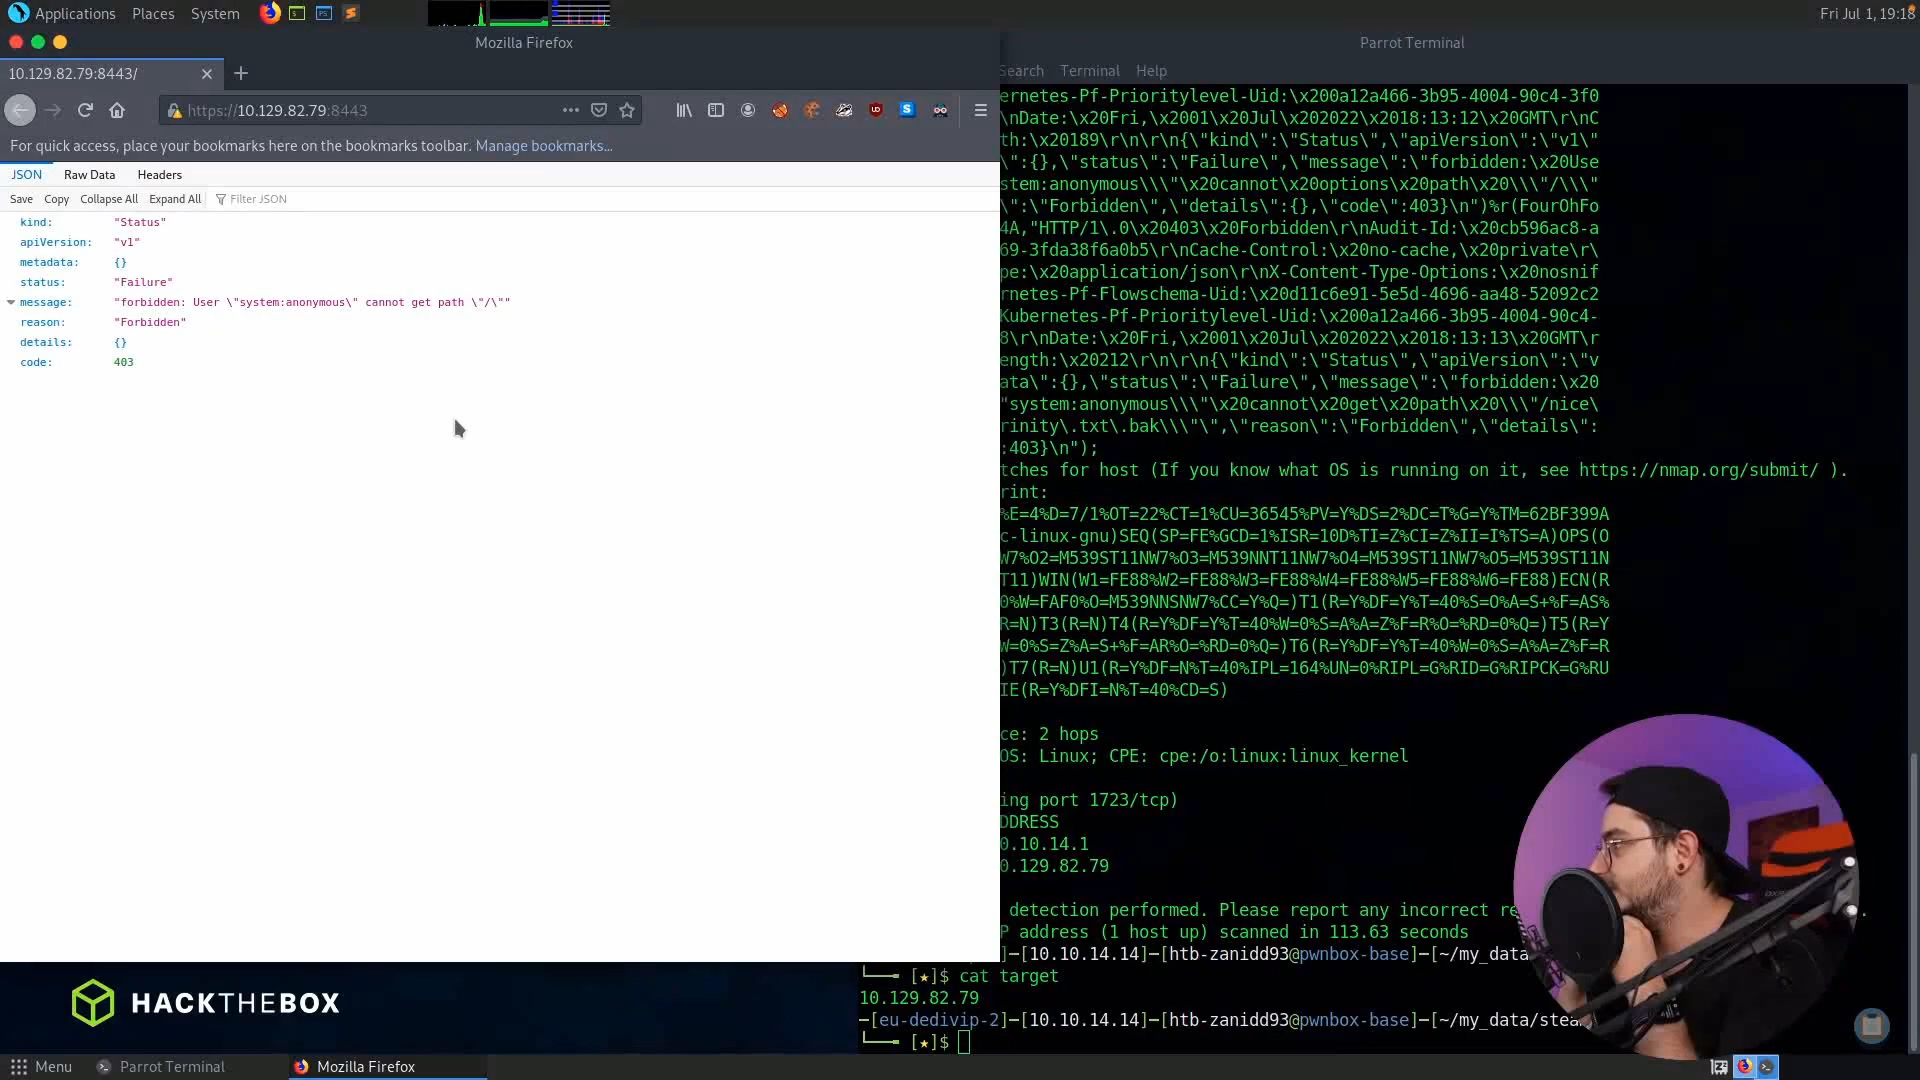 Applications Places System
Fri Jul 1, 19:18
Mozilla Firefox
Parrot Terminal
10.129.82.79:8443/
Search Terminal Help
https://10.129.82.79:8443
For quick access, place your bookmarks here on the bookmarks toolbar. Manage bookmarks...
JSON Raw Data Headers
Save Copy Collapse All Expand All Filter JSON
kind: "Status"
apiVersion: "v1"
metadata: {}
status: "Failure"
message: "forbidden: User \"system:anonymous\" cannot get path \"/\""
reason: "Forbidden"
details: {}
code: 403
ernetes-Pf-Prioritylevel-Uid:\x200a12a466-3b95-4004-90c4-3f0
\nDate:\x20Fri,\x2001\x20Jul\x202022\x2018:13:12\x20GMT\r\nC
th:\x20189\r\n\r\n{\"kind\":\"Status\",\"apiVersion\":\"v1\"
\":{},\"status\":\"Failure\",\"message\":\"forbidden:\x20Use
stem:anonymous\\\"\x20cannot\x20options\x20path\x20\\\"/\\\"
\":\"Forbidden\",\"details\":{},\"code\":403}\n")%r(FourOhFo
4A,"HTTP/1\.0\x20403\x20Forbidden\r\nAudit-Id:\x20cb596ac8-a
69-3fda38f6a0b5\r\nCache-Control:\x20no-cache,\x20private\r\
pe:\x20application/json\r\nX-Content-Type-Options:\x20nosnif
rnetes-Pf-Flowschema-Uid:\x20d11c6e91-5e5d-4696-aa48-52092c2
Kubernetes-Pf-Prioritylevel-Uid:\x200a12a466-3b95-4004-90c4-
8\r\nDate:\x20Fri,\x2001\x20Jul\x202022\x2018:13:13\x20GMT\r
ength:\x20212\r\n\r\n{\"kind\":\"Status\",\"apiVersion\":\"v
ata\":{},\"status\":\"Failure\",\"message\":\"forbidden:\x20
"system:anonymous\\\"\x20cannot\x20get\x20path\x20\\\"/nice\
rinity\.txt\.bak\\\"\",\"reason\":\"Forbidden\",\"details\":
:403}\n");
tches for host (If you know what OS is running on it, see https://nmap.org/submit/ ).
rint:
%E=4%D=7/1%OT=22%CT=1%CU=36545%PV=Y%DS=2%DC=T%G=Y%TM=62BF399A
c-linux-gnu)SEQ(SP=FE%GCD=1%ISR=10D%TI=Z%CI=Z%II=I%TS=A)OPS(O
W7%O2=M539ST11NW7%O3=M539NNT11NW7%O4=M539ST11NW7%O5=M539ST11N
T11)WIN(W1=FE88%W2=FE88%W3=FE88%W4=FE88%W5=FE88%W6=FE88)ECN(R
0%W=FAF0%O=M539NNSNW7%CC=Y%Q=)T1(R=Y%DF=Y%T=40%S=O%A=S+%F=AS%
R=N)T3(R=N)T4(R=Y%DF=Y%T=40%W=0%S=A%A=Z%F=R%O=%RD=0%Q=)T5(R=Y
W=0%S=Z%A=S+%F=AR%O=%RD=0%Q=)T6(R=Y%DF=Y%T=40%W=0%S=A%A=Z%F=R
)T7(R=N)U1(R=Y%DF=N%T=40%IPL=164%UN=0%RIPL=G%RID=G%RIPCK=G%RU
IE(R=Y%DFI=N%T=40%CD=S)
ce: 2 hops
OS: Linux; CPE: cpe:/o:linux:linux_kernel
ing port 1723/tcp)
DDRESS
0.10.14.1
0.129.82.79
detection performed. Please report any incorrect re
P address (1 host up) scanned in 113.63 seconds
]─[10.10.14.14]─[htb-zanidd93@pwnbox-base]─[~/my_data
└──╼ [★]$ cat target
10.129.82.79
─[eu-dedivip-2]─[10.10.14.14]─[htb-zanidd93@pwnbox-base]─[~/my_data/stea
└──╼ [★]$
HACKTHEBOX
Menu Parrot Terminal Mozilla Firefox